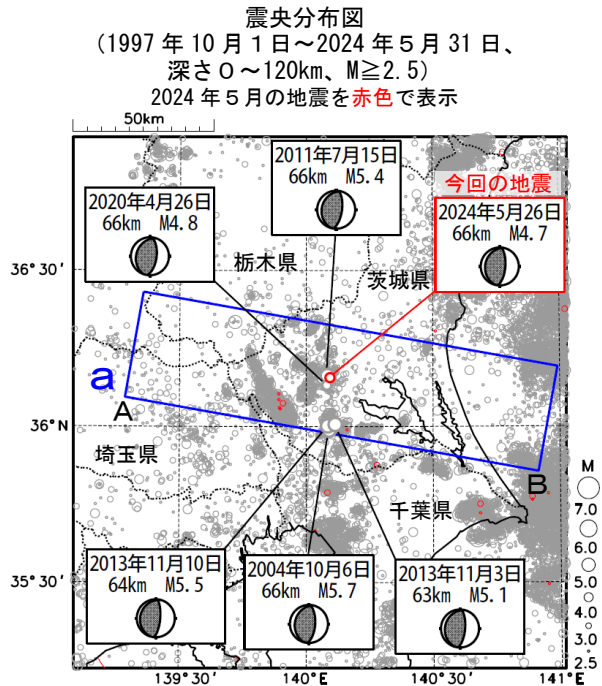 震央分布図
(1997年10月1日~2024年5月31日、
深さ0~120km、M≧2.5)
2024年5月の地震を赤色で表示
50km
2011年7月15日
66km M5.4
今回の地震
2020年4月26日
66km M4.8
2024年5月26日
66km M4.7
栃木県
茨城県
36°30′
a
A
36°N
埼玉県
B
千葉県
M
7.0
6.0
5.0
4.0
3.0
2.5
35°30′
2013年11月10日
64km M5.5
2004年10月6日
66km M5.7
2013年11月3日
63km M5.1
139°30′
140°E
140°30′
141°E